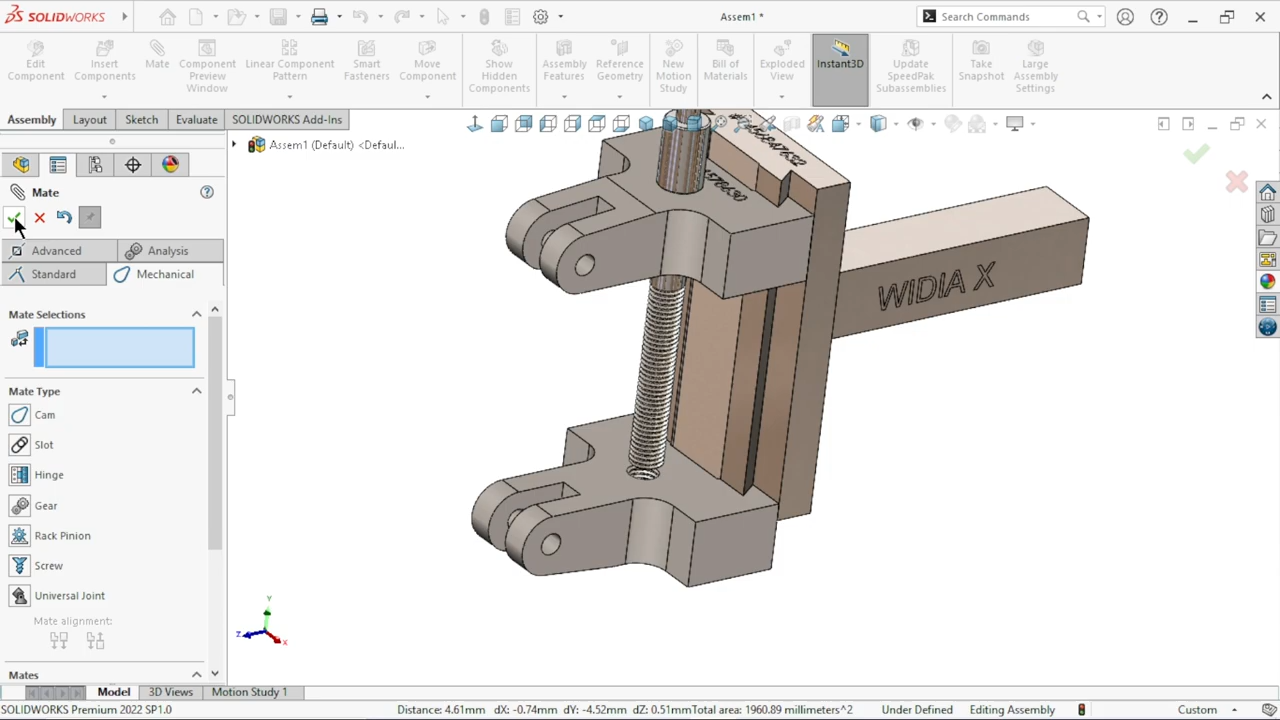 SOLIDWORKS
Assem1 *
Search Commands
Edit Component
Insert Components
Mate
Component Preview Window
Linear Component Pattern
Smart Fasteners
Move Component
Show Hidden Components
Assembly Features
Reference Geometry
New Motion Study
Bill of Materials
Exploded View
Instant3D
Update SpeedPak Subassemblies
Take Snapshot
Large Assembly Settings
Assembly
Layout
Sketch
Evaluate
SOLIDWORKS Add-Ins
Assem1 (Default) <Defaul...
Mate
Advanced
Analysis
Standard
Mechanical
Mate Selections
Mate Type
Cam
Slot
Hinge
Gear
Rack Pinion
Screw
Universal Joint
Mate alignment:
Mates
WIDIA X
Y
Z
X
Model
3D Views
Motion Study 1
SOLIDWORKS Premium 2022 SP1.0
Distance: 4.61mm dX: -0.74mm dY: -4.52mm dZ: 0.51mmTotal area: 1960.89 millimeters^2
Under Defined
Editing Assembly
Custom